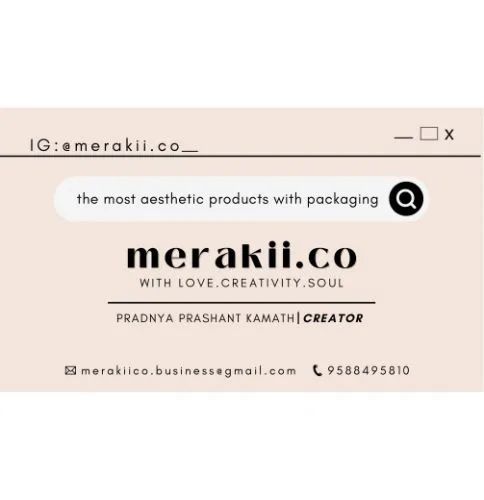 IG:@merakii.co__
X
the most aesthetic products with packaging
merakii.co
WITH LOVE.CREATIVITY.SOUL
PRADNYA PRASHANT KAMATH|CREATOR
merakiico.business@gmail.com
9588495810